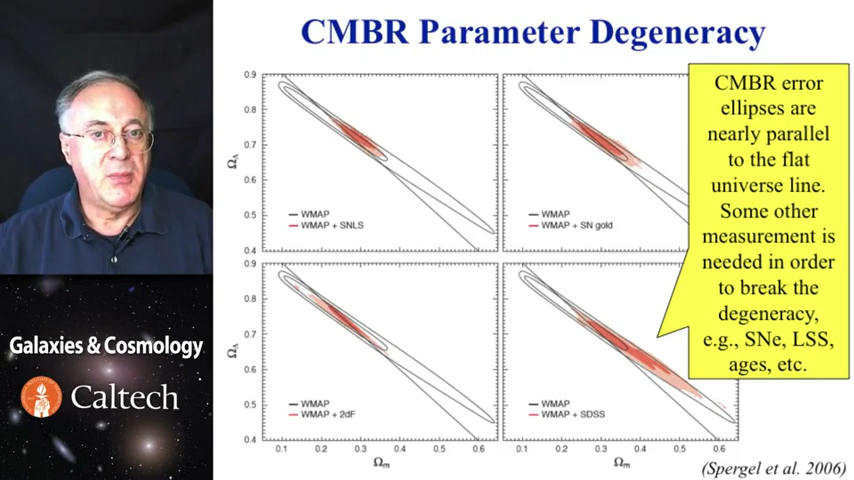 CMBR Parameter Degeneracy
0.9
0.8
0.7
0.6
0.5
0.4
ΩΛ
WMAP
WMAP + SNLS
WMAP
WMAP + SN gold
0.9
0.8
0.7
0.6
0.5
0.4
ΩΛ
WMAP
WMAP + 2dF
0.1 0.2 0.3 0.4 0.5 0.6
Ωm
WMAP
WMAP + SDSS
0.1 0.2 0.3 0.4 0.5 0.6
Ωm
CMBR error
ellipses are
nearly parallel
to the flat
universe line.
Some other
measurement is
needed in order
to break the
degeneracy,
e.g., SNe, LSS,
ages, etc.
(Spergel et al. 2006)
Galaxies & Cosmology
Caltech